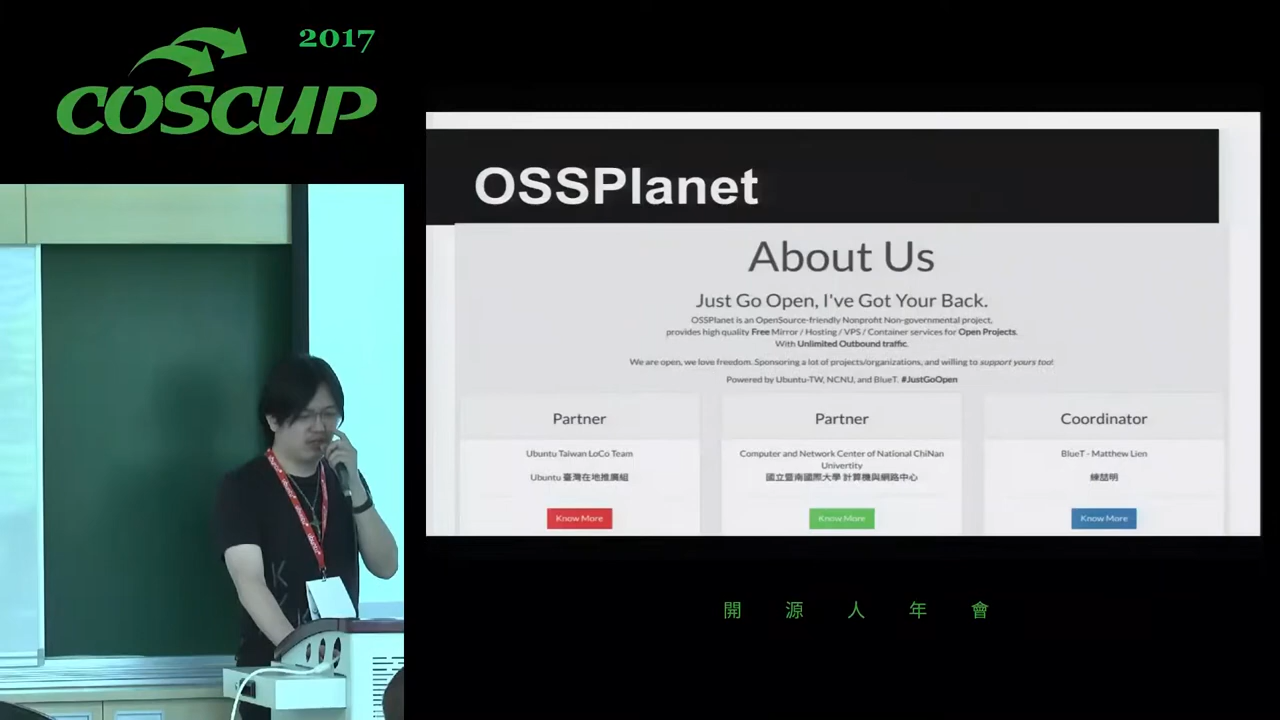 2017
COSCUP
OSSPlanet
About Us
Just Go Open, I've Got Your Back.
OSSPlanet is an OpenSource-friendly Nonprofit Non-governmental project,
provides high quality Free Mirror / Hosting / VPS / Container services for Open Projects.
With Unlimited Outbound traffic.
We are open, we love freedom. Sponsoring a lot of projects/organizations, and willing to support yours too!
Powered by Ubuntu-TW, NCNU, and BlueT. #JustGoOpen
Partner
Ubuntu Taiwan LoCo Team
Ubuntu 臺灣在地推廣組
Know More
Partner
Computer and Network Center of National ChiNan
Univertity
國立暨南國際大學 計算機與網路中心
Know More
Coordinator
BlueT - Matthew Lien
練喆明
Know More
開源人年會